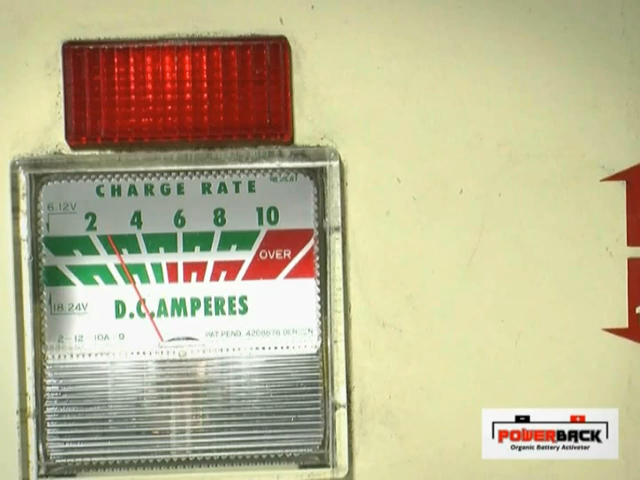 CHARGE RATE
6.12V
2 4 6 8 10
OVER
18.24V
D.C.AMPERES
2-12 10A 9
PAT.PEND.
POWERBACK
Organic Battery Activator